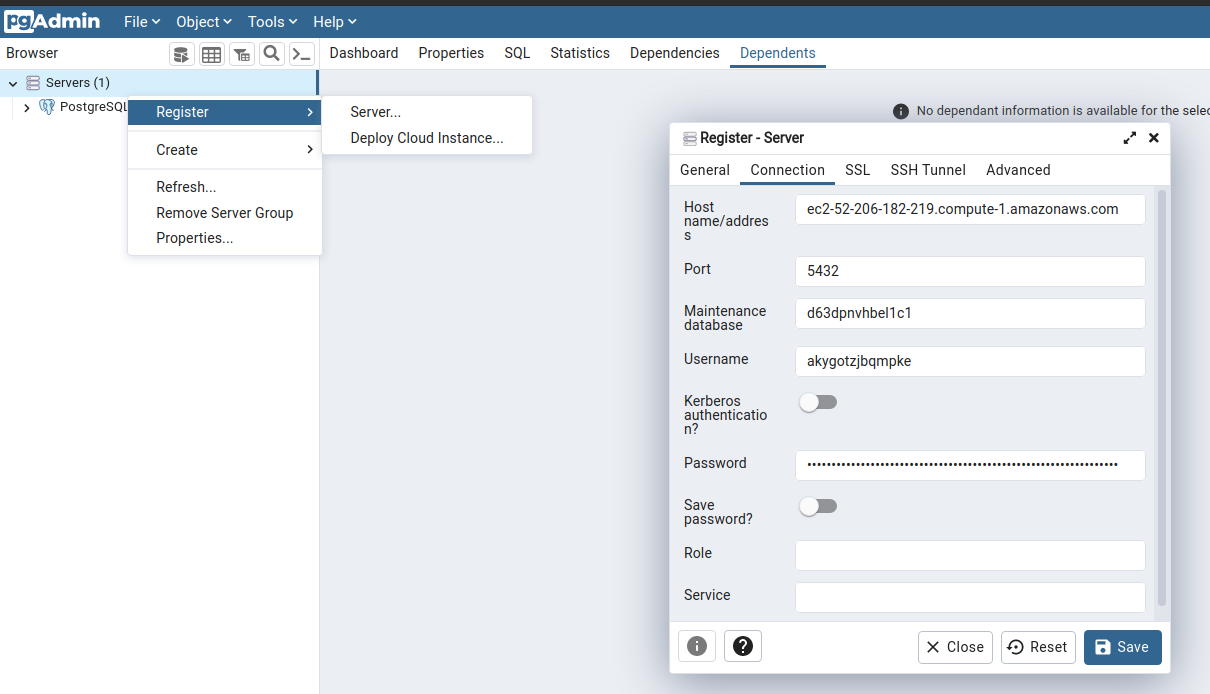 pgAdmin File Object Tools Help
Browser Dashboard Properties SQL Statistics Dependencies Dependents
Servers (1)
PostgreSQL
Register
Create
Refresh...
Remove Server Group
Properties...
Server...
Deploy Cloud Instance...
No dependant information is available for the selec
Register - Server
General Connection SSL SSH Tunnel Advanced
Host
name/addres
s
ec2-52-206-182-219.compute-1.amazonaws.com
Port
5432
Maintenance
database
d63dpnvhbel1c1
Username
akygotzjbqmpke
Kerberos
authenticatio
n?
Password
Save
password?
Role
Service
Close Reset Save